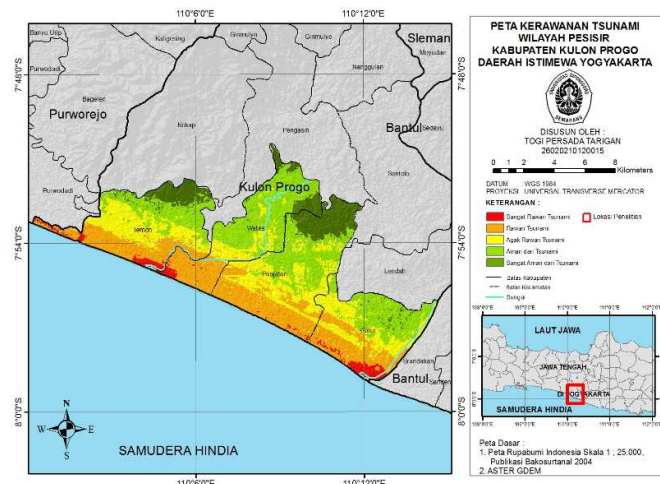 110°6'0"E 110°12'0"E
Banyu Urip
Kaligesing
Girimulyo
Girimulyo
Sleman
Moyudan
Purwodadi
Nanggulan
7°48'0"S
7°48'0"S
Bagelen
Purworejo
Kokap
Pengasih
Bantul
Sedayu
Sentolo
Purwodadi
Kulon Progo
Temon
Wates
7°54'0"S
7°54'0"S
Panjatan
Lendah
Galur
Srandakan
Bantul
Sanden
8°0'0"S
8°0'0"S
N
W E
S
SAMUDERA HINDIA
110°6'0"E 110°12'0"E
PETA KERAWANAN TSUNAMI
WILAYAH PESISIR
KABUPATEN KULON PROGO
DAERAH ISTIMEWA YOGYAKARTA
SEMARANG
DISUSUN OLEH :
TOGI PERSADA TARIGAN
26020210120015
0 1 2 4 6 8
Kilometers
DATUM : WGS 1984
PROYEKSI : UNIVERSAL TRANSVERSE MERCATOR
KETERANGAN :
Sangat Rawan Tsunami
Lokasi Penelitian
Rawan Tsunami
Agak Rawan Tsunami
Aman dari Tsunami
Sangat Aman dari Tsunami
Batas Kabupaten
Batas Kecamatan
Sungai
LAUT JAWA
JAWA TENGAH
DI YOGYAKARTA
SAMUDERA HINDIA
Peta Dasar :
1. Peta Rupabumi Indonesia Skala 1 : 25.000,
Publikasi Bakosurtanal 2004
2. ASTER GDEM